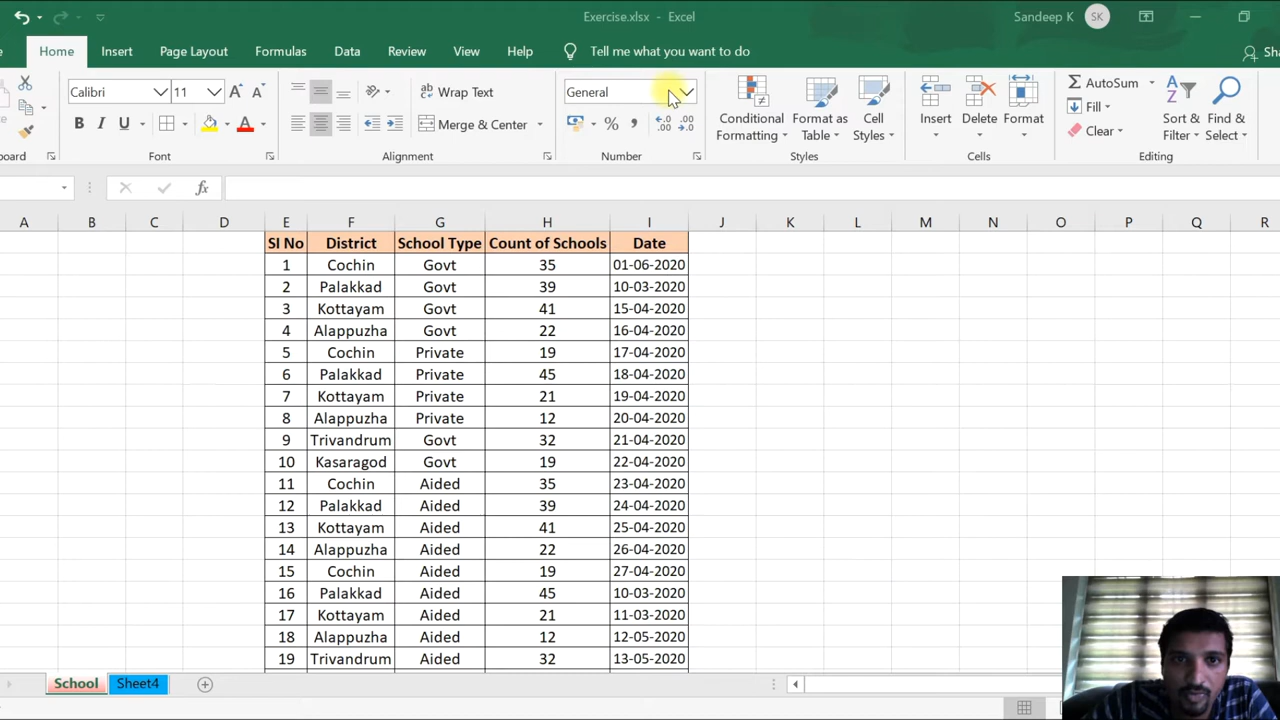 Exercise.xlsx - Excel
Sandeep K
SK
Home Insert Page Layout Formulas Data Review View Help Tell me what you want to do
Calibri 11 Wrap Text General AutoSum
B I U Merge & Center % , Conditional Formatting Format as Table Cell Styles Insert Delete Format Fill Clear Sort & Filter Find & Select
Font Alignment Number Styles Cells Editing
fx
A B C D E F G H I J K L M N O P Q R
SI No District School Type Count of Schools Date
1 Cochin Govt 35 01-06-2020
2 Palakkad Govt 39 10-03-2020
3 Kottayam Govt 41 15-04-2020
4 Alappuzha Govt 22 16-04-2020
5 Cochin Private 19 17-04-2020
6 Palakkad Private 45 18-04-2020
7 Kottayam Private 21 19-04-2020
8 Alappuzha Private 12 20-04-2020
9 Trivandrum Govt 32 21-04-2020
10 Kasaragod Govt 19 22-04-2020
11 Cochin Aided 35 23-04-2020
12 Palakkad Aided 39 24-04-2020
13 Kottayam Aided 41 25-04-2020
14 Alappuzha Aided 22 26-04-2020
15 Cochin Aided 19 27-04-2020
16 Palakkad Aided 45 10-03-2020
17 Kottayam Aided 21 11-03-2020
18 Alappuzha Aided 12 12-05-2020
19 Trivandrum Aided 32 13-05-2020
School Sheet4